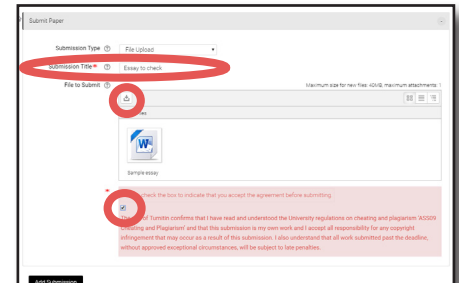 Submit Paper
Submission Type File Upload
Submission Title * Essay to check
File to Submit Maximum size for new files: 40MB, maximum attachments: 1
Sample essay
check the box to indicate that you accept the agreement before submitting
of Turnitin confirms that I have read and understood the University regulations on cheating and plagiarism 'ASS09
Cheating and Plagiarism' and that this submission is my own work and I accept all responsibility for any copyright
infringement that may occur as a result of this submission. I also understand that all work submitted past the deadline,
without approved exceptional circumstances, will be subject to late penalties.
Add Submission